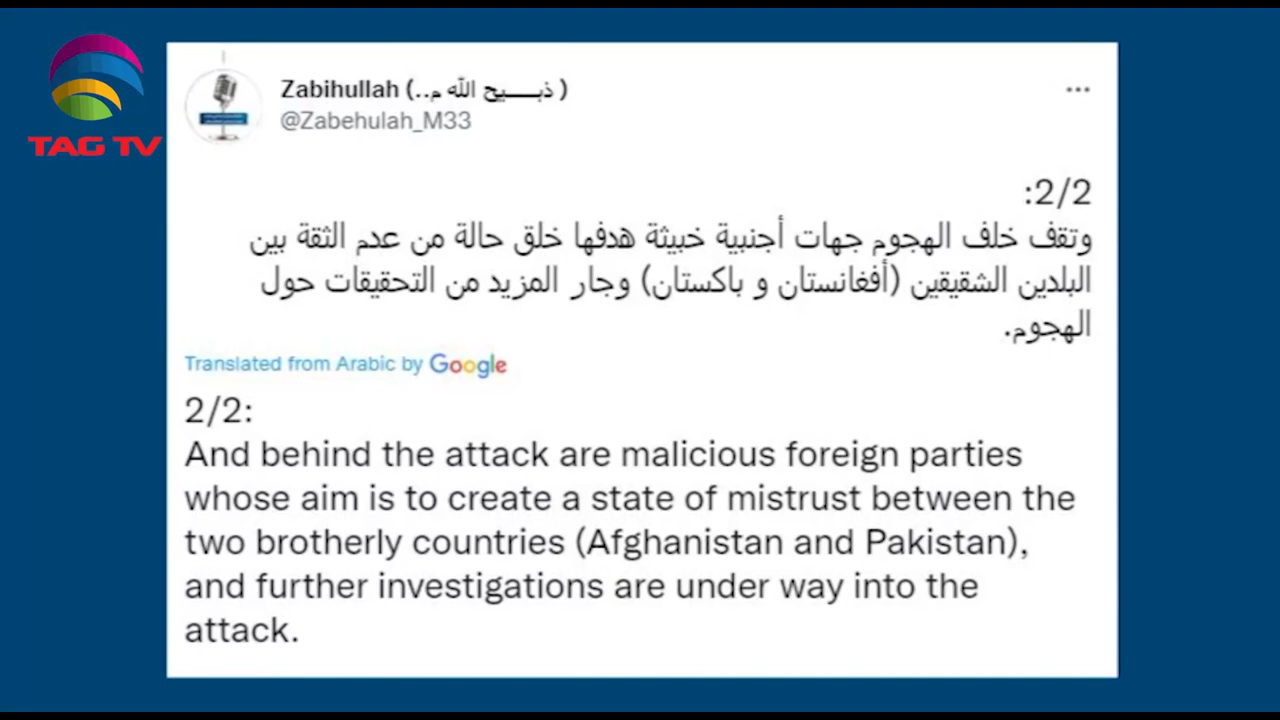 TAG TV
Zabihullah (..ذبـــــیح الله م )
@Zabehulah_M33
2/2:
وتقف خلف الهجوم جهات أجنبية خبيثة هدفها خلق حالة من عدم الثقة بين
البلدين الشقيقين (أفغانستان و باكستان) وجار المزيد من التحقيقات حول
الهجوم.
Translated from Arabic by Google
2/2:
And behind the attack are malicious foreign parties
whose aim is to create a state of mistrust between the
two brotherly countries (Afghanistan and Pakistan),
and further investigations are under way into the
attack.